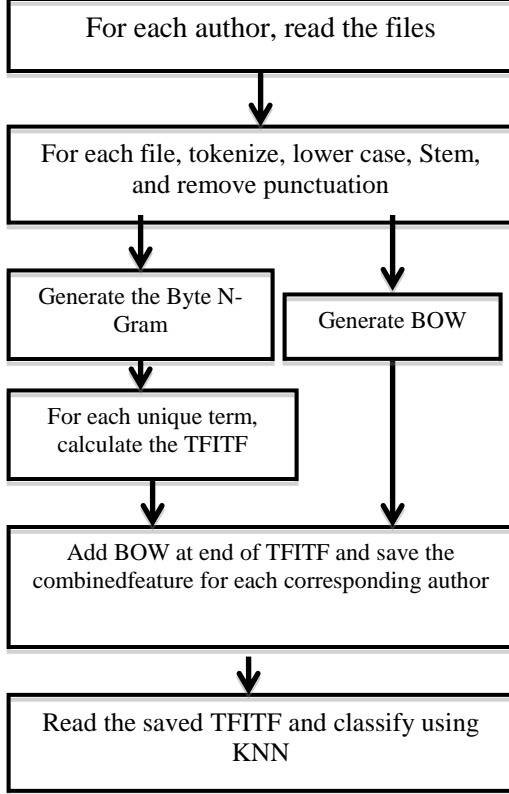 For each author, read the files
For each file, tokenize, lower case, Stem,
and remove punctuation
Generate the Byte N-
Gram
Generate BOW
For each unique term,
calculate the TFITF
Add BOW at end of TFITF and save the
combinedfeature for each corresponding author
Read the saved TFITF and classify using
KNN